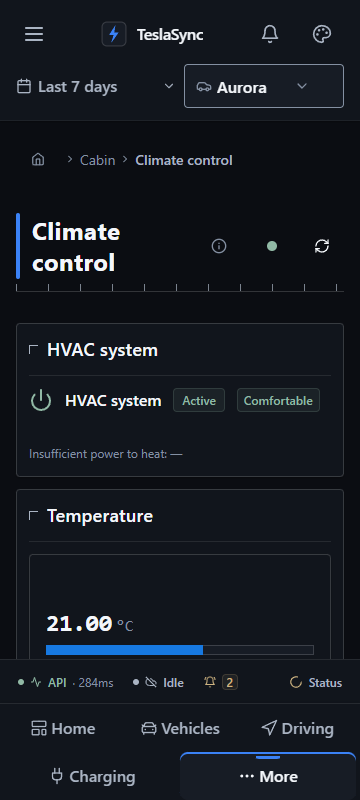 TeslaSync
Last 7 days
Aurora
Cabin
Climate control
Climate
control
HVAC system
HVAC system
Active
Comfortable
Insufficient power to heat: —
Temperature
21.00 °C
API · 284ms
Idle
2
Status
Home
Vehicles
Driving
Charging
More